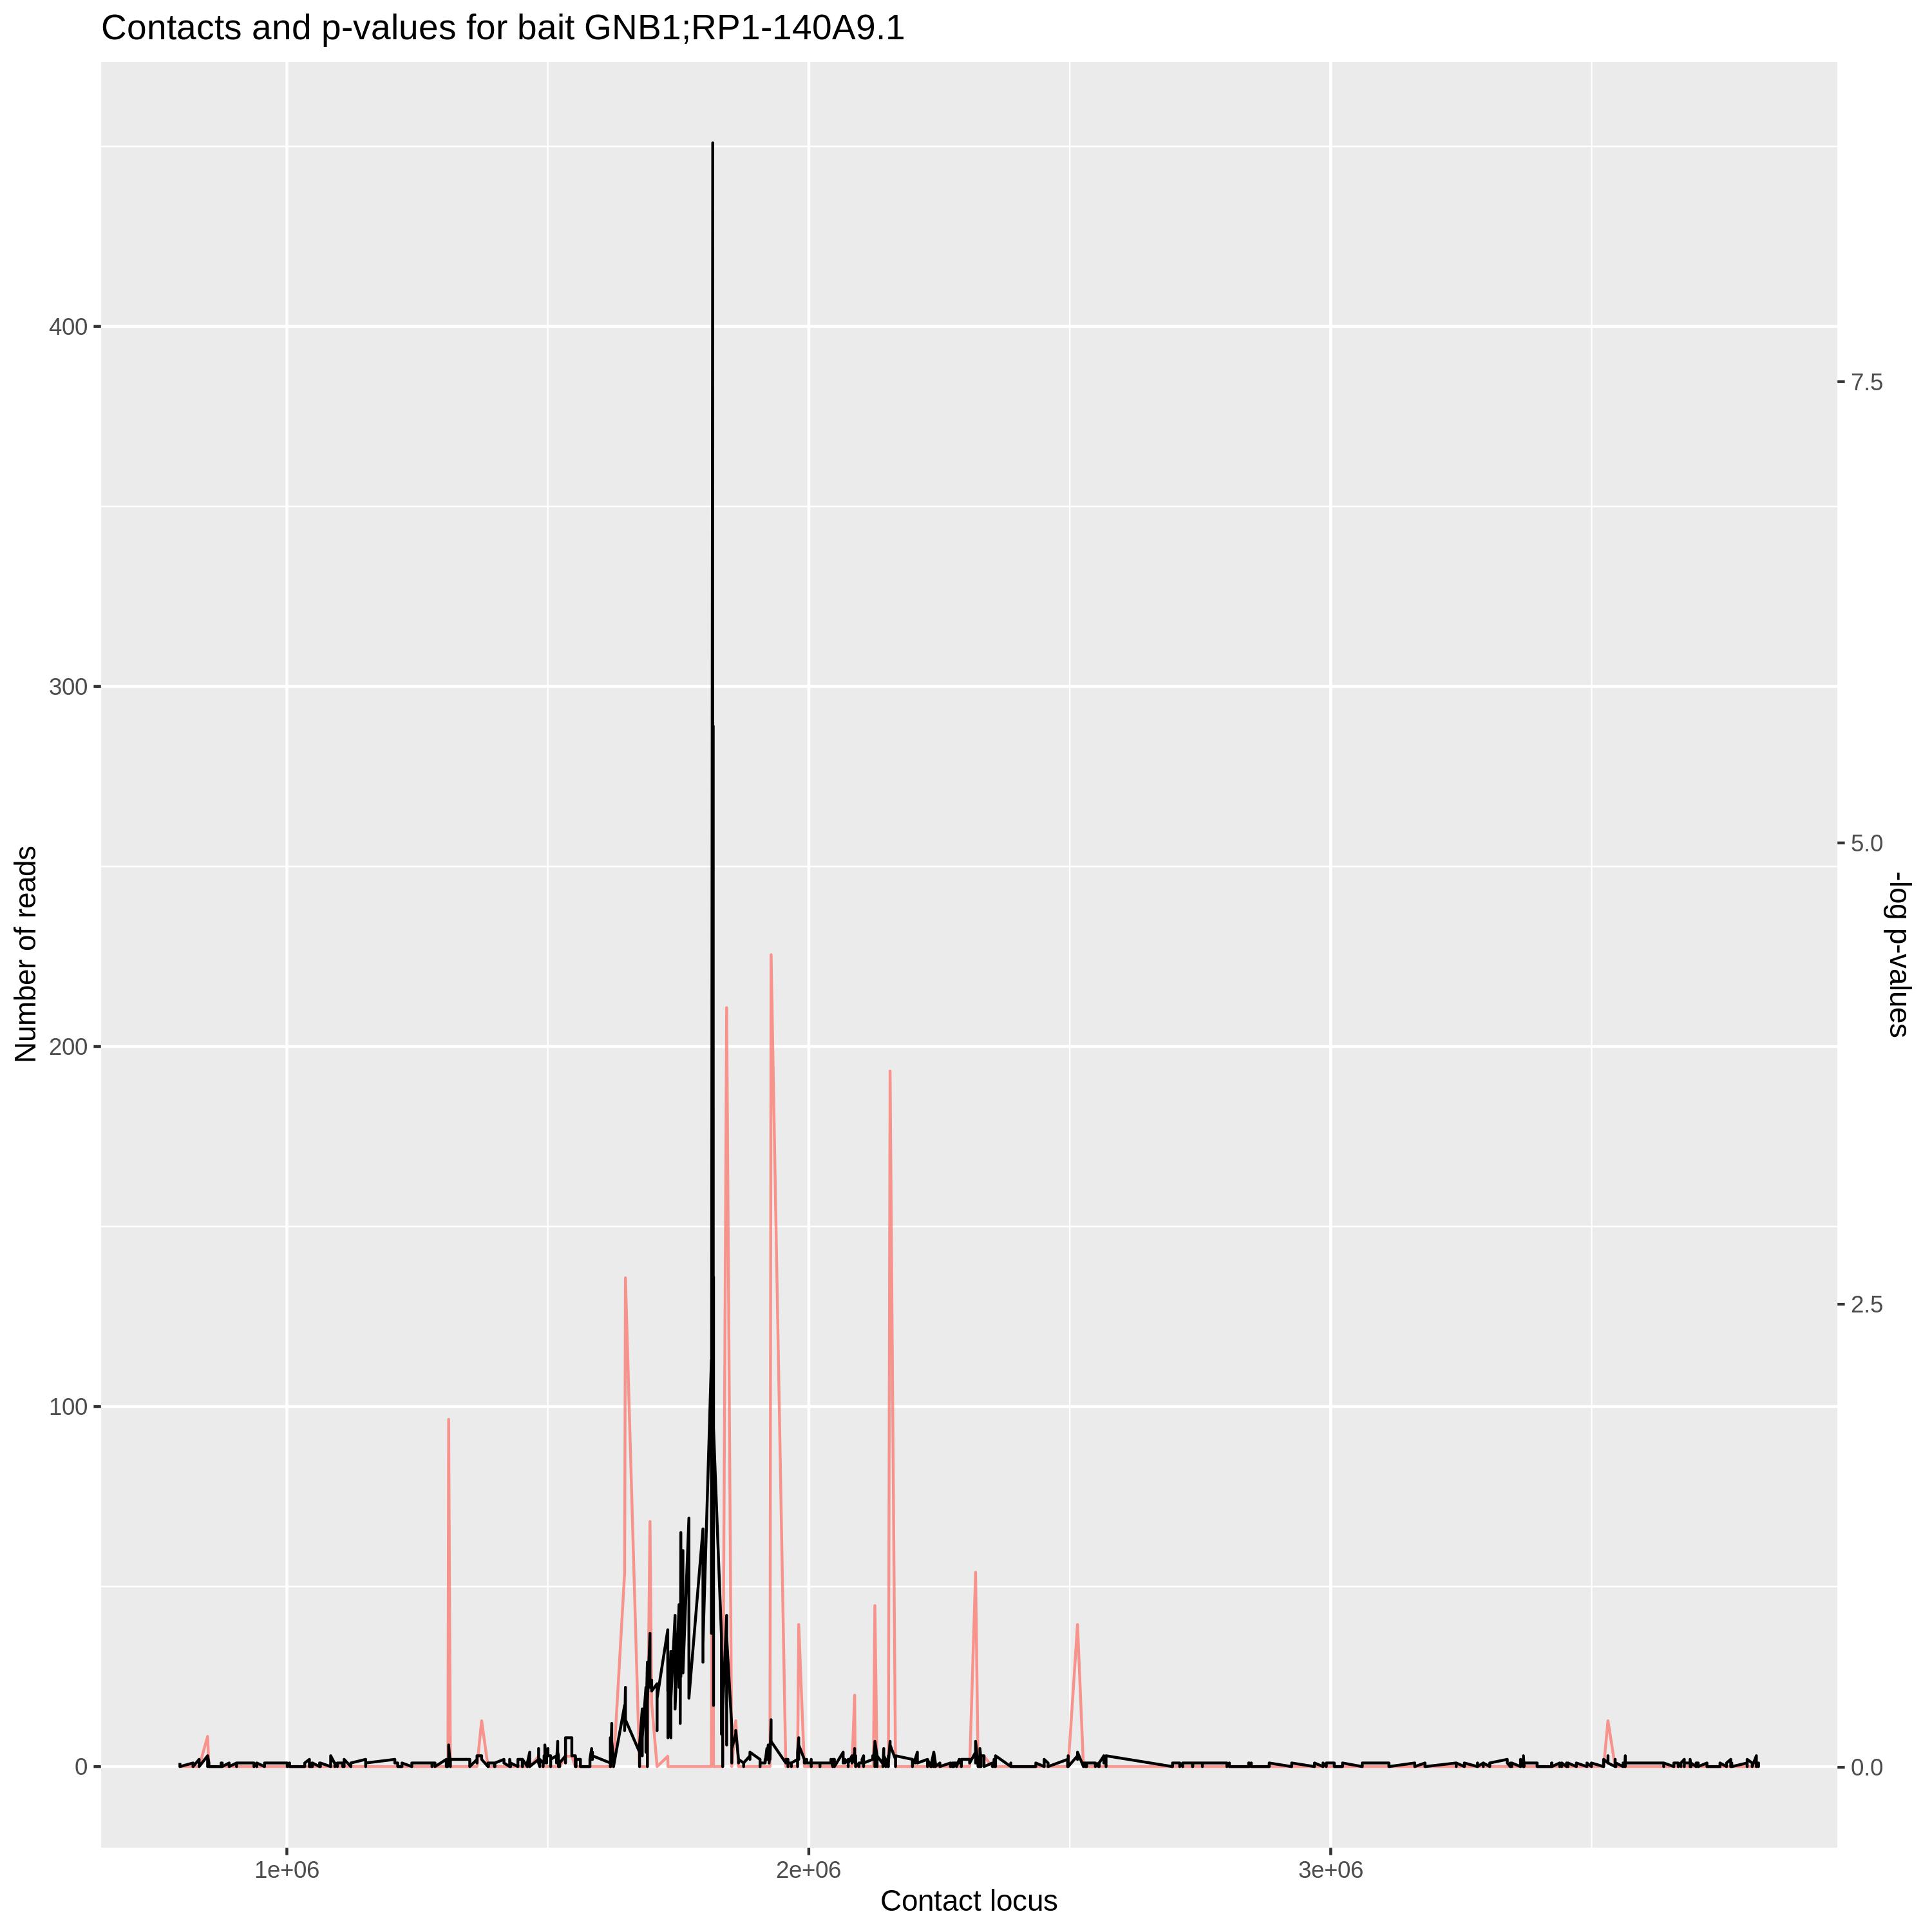 Contacts and p-values for bait GNB1;RP1-140A9.1
400
300
200
100
0
Number of reads
7.5
5.0
2.5
0.0
-log p-values
1e+06
2e+06
3e+06
Contact locus